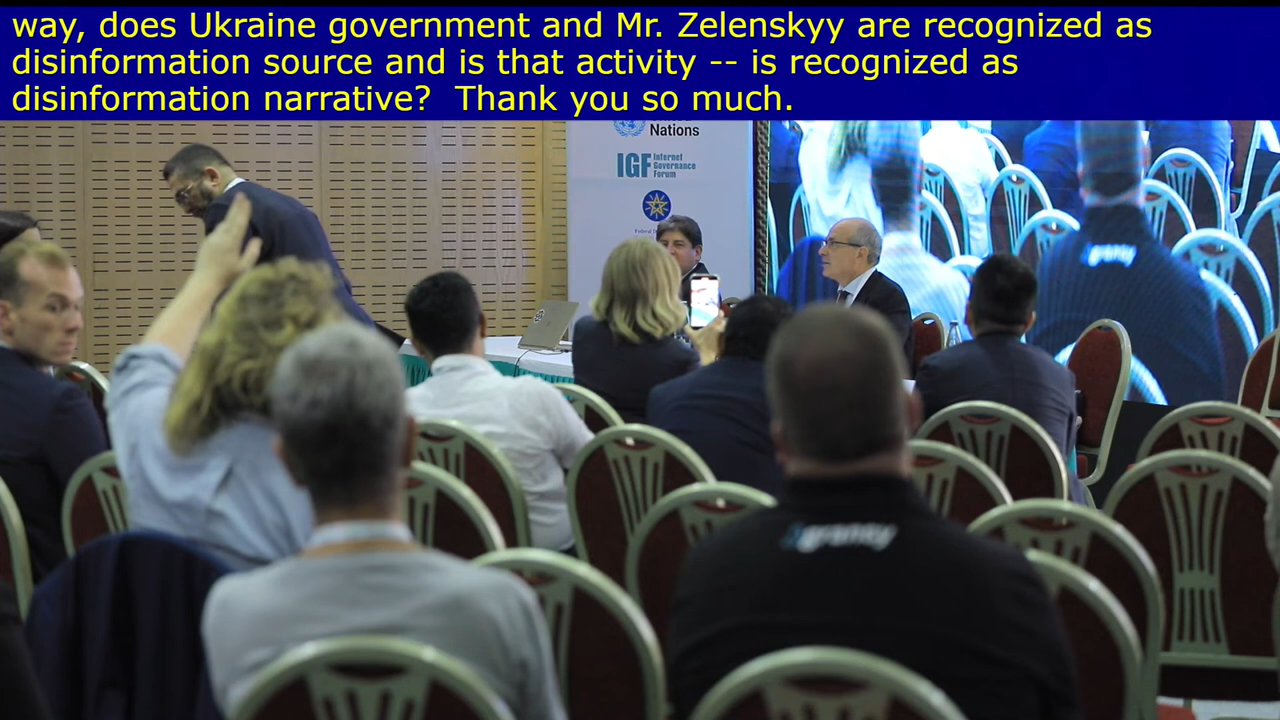 way, does Ukraine government and Mr. Zelenskyy are recognized as
disinformation source and is that activity -- is recognized as
disinformation narrative?  Thank you so much.
Nations
IGF Internet
Governance
Forum